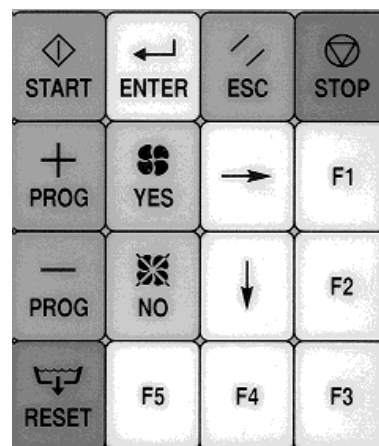 START ENTER ESC STOP
+ PROG YES F1
— PROG NO F2
RESET F5 F4 F3